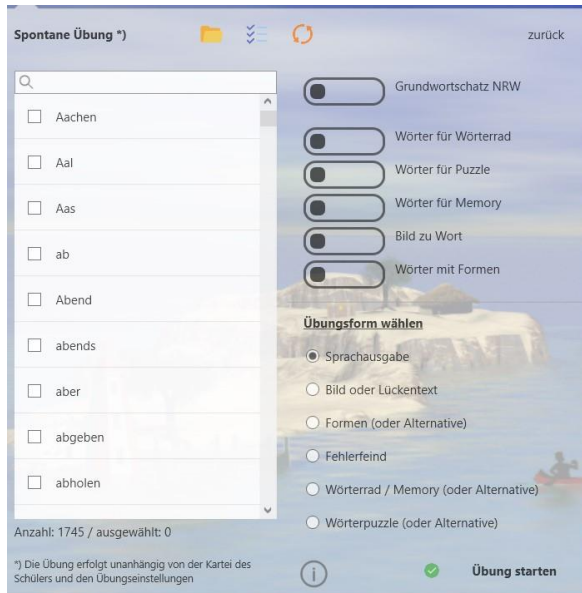 Spontane Übung *)
zurück
Aachen
Aal
Aas
ab
Abend
abends
aber
abgeben
abholen
Anzahl: 1745 / ausgewählt: 0
*) Die Übung erfolgt unanhängig von der Kartei des
Schülers und den Übungseinstellungen
Grundwortschatz NRW
Wörter für Wörterrad
Wörter für Puzzle
Wörter für Memory
Bild zu Wort
Wörter mit Formen
Übungsform wählen
Sprachausgabe
Bild oder Lückentext
Formen (oder Alternative)
Fehlerfeind
Wörterrad / Memory (oder Alternative)
Wörterpuzzle (oder Alternative)
Übung starten